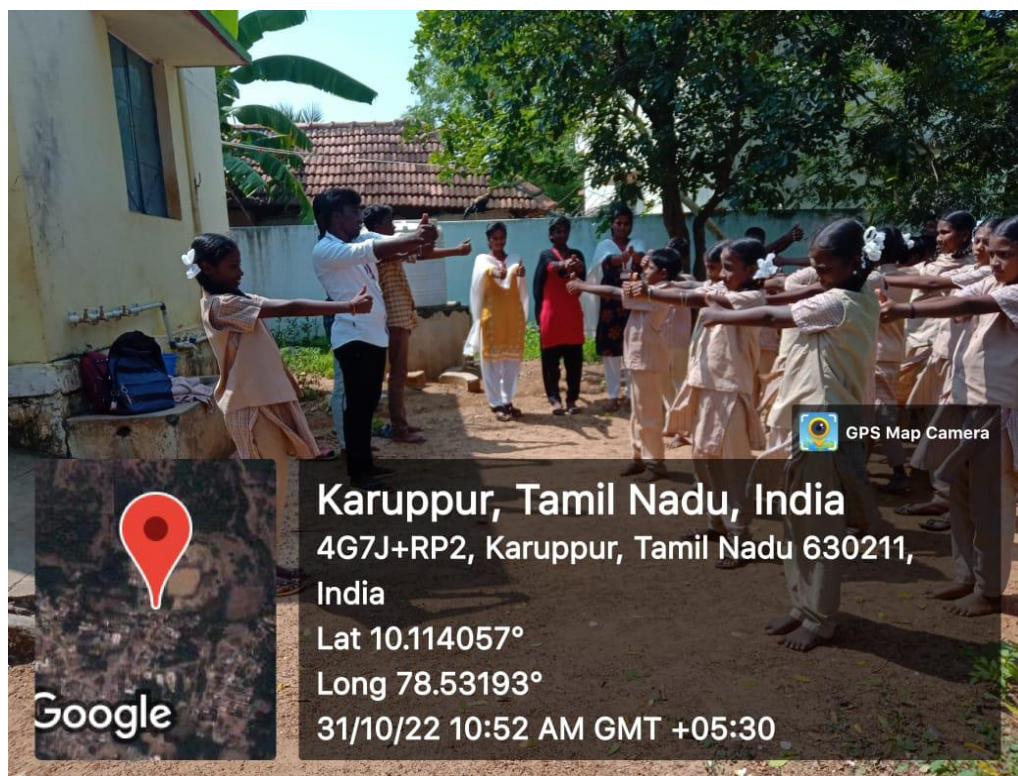 GPS Map Camera
Karuppur, Tamil Nadu, India
4G7J+RP2, Karuppur, Tamil Nadu 630211,
India
Lat 10.114057°
Long 78.53193°
31/10/22 10:52 AM GMT +05:30
Google